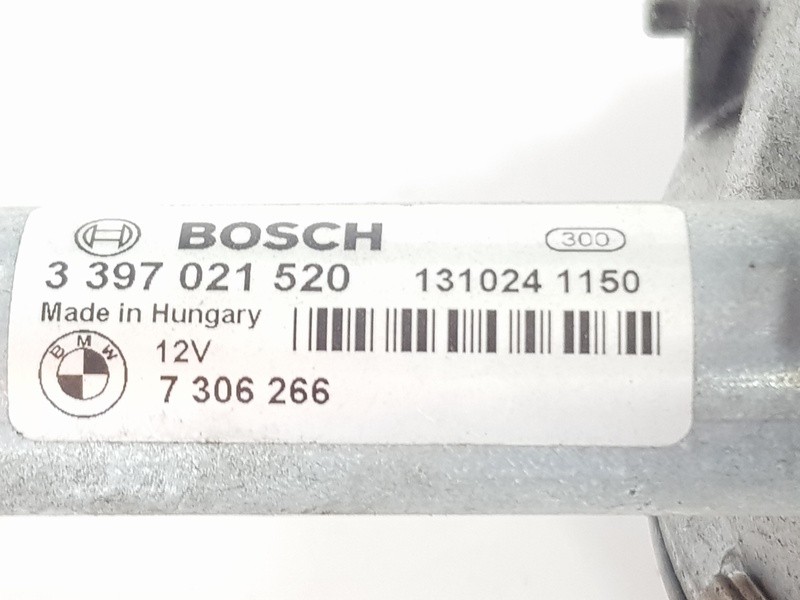 BOSCH 300
3 397 021 520 131024 1150
Made in Hungary
BMW 12V
7 306 266